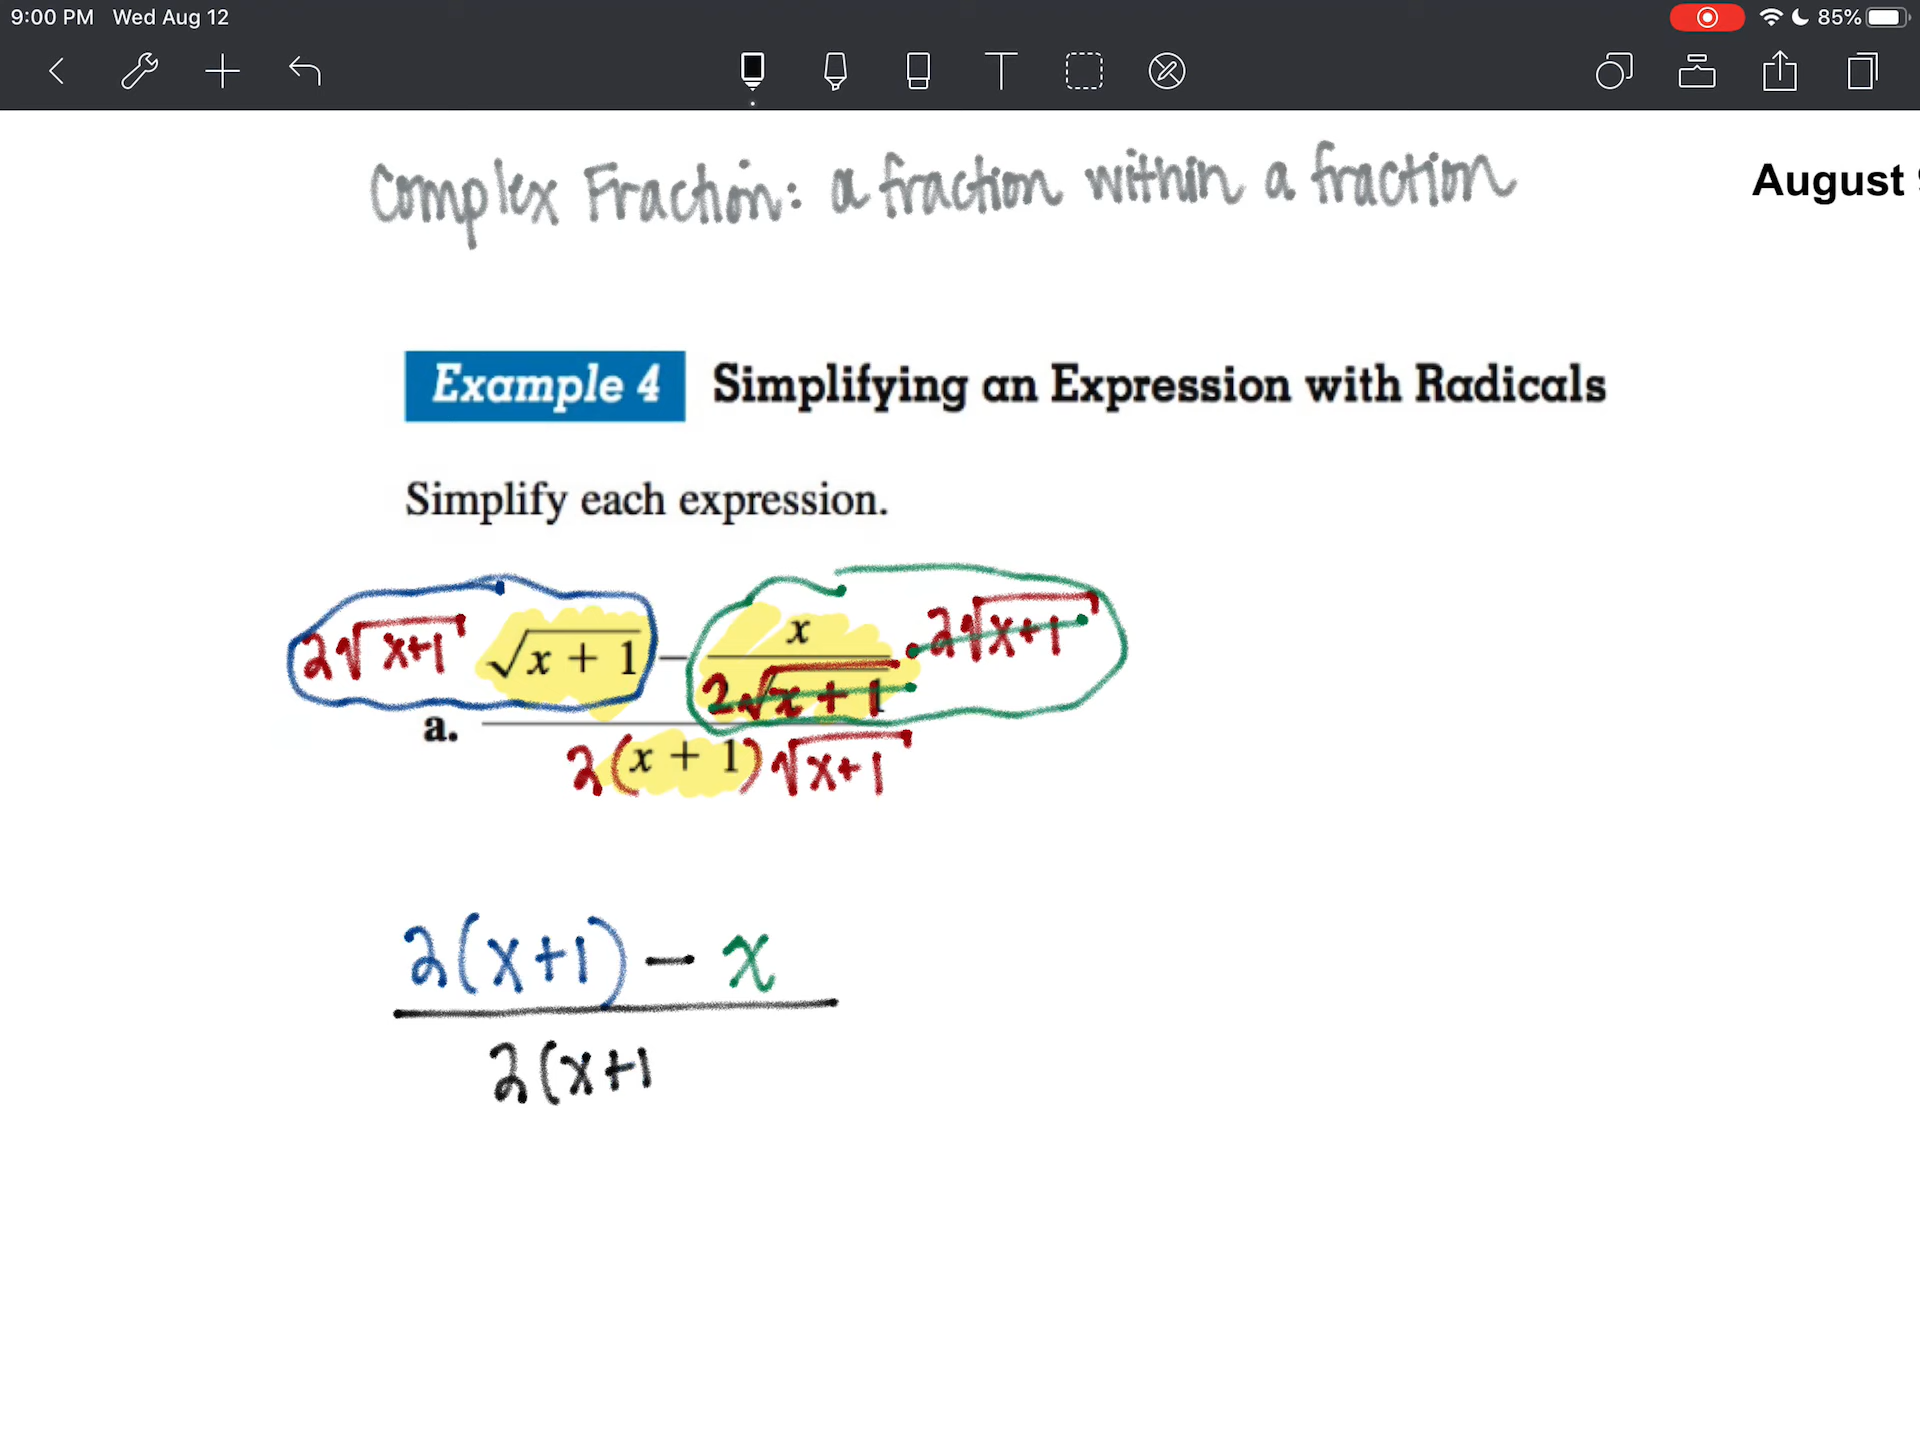 9:00 PM Wed Aug 12
85%
Complex Fraction: a fraction within a fraction
August
Example 4 Simplifying an Expression with Radicals
Simplify each expression.
2√x+1 √x + 1 − x · 2√x+1
2√x + 1
a.
2(x + 1)√x+1
2(x+1) − x
2(x+1